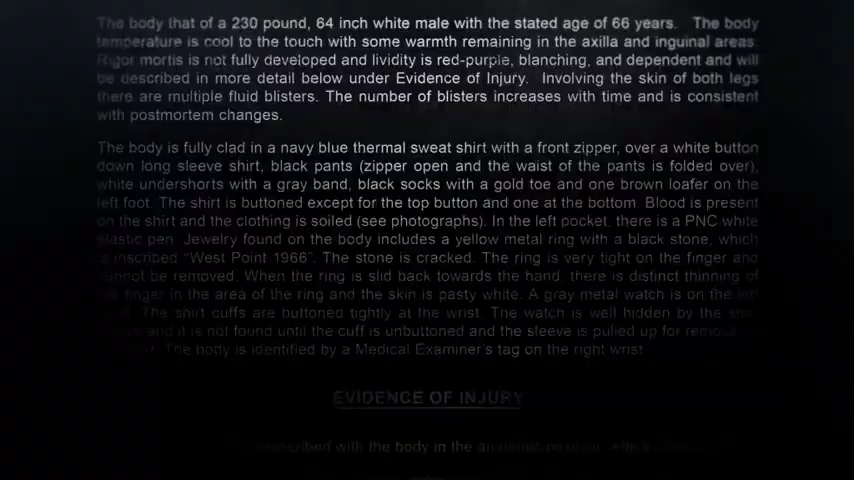 The body that of a 230 pound, 64 inch white male with the stated age of 66 years. The body
temperature is cool to the touch with some warmth remaining in the axilla and inguinal areas
Rigor mortis is not fully developed and lividity is red-purple, blanching, and dependent and will
be described in more detail below under Evidence of Injury. Involving the skin of both legs
there are multiple fluid blisters. The number of blisters increases with time and is consistent
with postmortem changes.
The body is fully clad in a navy blue thermal sweat shirt with a front zipper, over a white button
down long sleeve shirt, black pants (zipper open and the waist of the pants is folded over),
white undershorts with a gray band, black socks with a gold toe and one brown loafer on the
left foot. The shirt is buttoned except for the top button and one at the bottom. Blood is present
on the shirt and the clothing is soiled (see photographs). In the left pocket, there is a PNC white
plastic pen. Jewelry found on the body includes a yellow metal ring with a black stone, which
is inscribed "West Point 1966". The stone is cracked. The ring is very tight on the finger and
cannot be removed. When the ring is slid back towards the hand, there is distinct thinning of
finger in the area of the ring and the skin is pasty white. A gray metal watch is on the
The shirt cuffs are buttoned tightly at the wrist. The watch is well hidden by the
and it is not found until the cuff is unbuttoned and the sleeve is pulled up for
The body is identified by a Medical Examiner's tag on the right wrist
EVIDENCE OF INJURY
described with the body in the